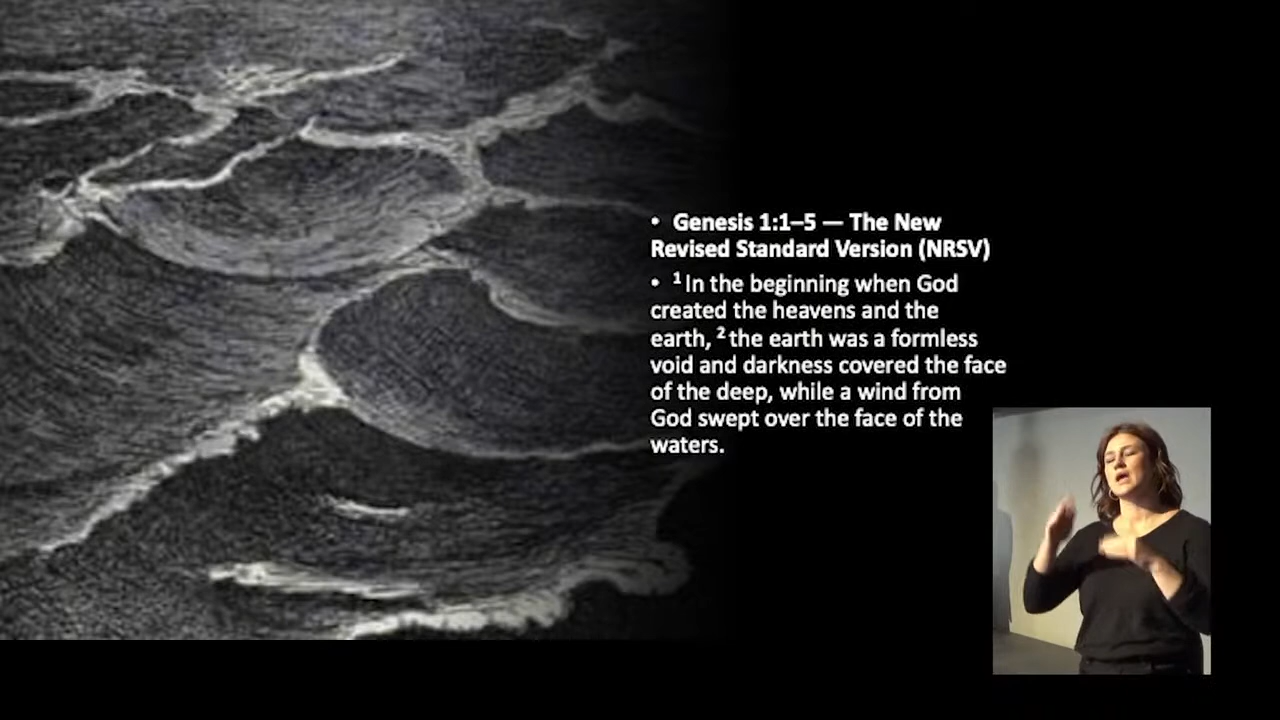 • Genesis 1:1–5 — The New
Revised Standard Version (NRSV)
• ¹ In the beginning when God
created the heavens and the
earth, ² the earth was a formless
void and darkness covered the face
of the deep, while a wind from
God swept over the face of the
waters.